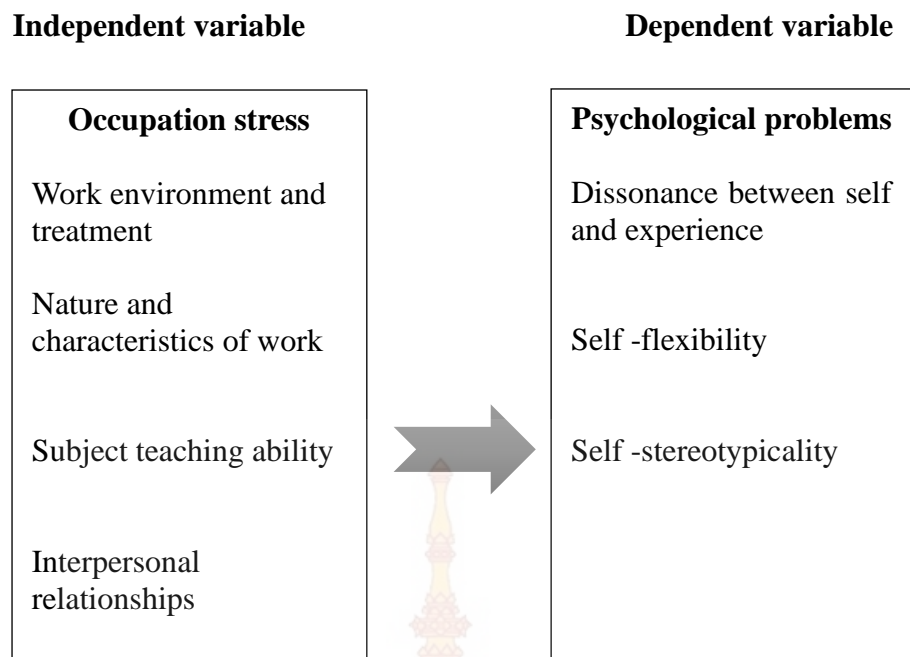 Independent variable
Dependent variable
Occupation stress
Work environment and
treatment
Nature and
characteristics of work
Subject teaching ability
Interpersonal
relationships
Psychological problems
Dissonance between self
and experience
Self -flexibility
Self -stereotypicality